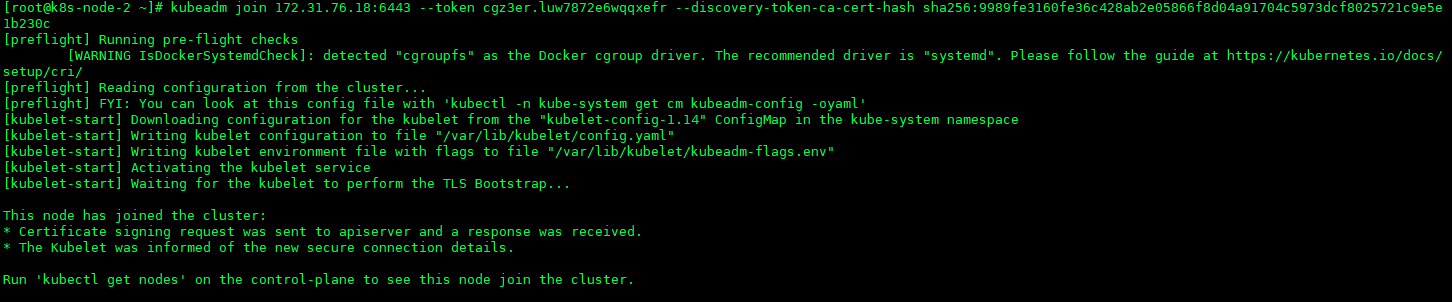 [root@k8s-node-2 ~]# kubeadm join 172.31.76.18:6443 --token cgz3er.luw7872e6wqqxefr --discovery-token-ca-cert-hash sha256:9989fe3160fe36c428ab2e05866f8d04a91704c5973dcf8025721c9e5e
1b230c
[preflight] Running pre-flight checks
        [WARNING IsDockerSystemdCheck]: detected "cgroupfs" as the Docker cgroup driver. The recommended driver is "systemd". Please follow the guide at https://kubernetes.io/docs/
setup/cri/
[preflight] Reading configuration from the cluster...
[preflight] FYI: You can look at this config file with 'kubectl -n kube-system get cm kubeadm-config -oyaml'
[kubelet-start] Downloading configuration for the kubelet from the "kubelet-config-1.14" ConfigMap in the kube-system namespace
[kubelet-start] Writing kubelet configuration to file "/var/lib/kubelet/config.yaml"
[kubelet-start] Writing kubelet environment file with flags to file "/var/lib/kubelet/kubeadm-flags.env"
[kubelet-start] Activating the kubelet service
[kubelet-start] Waiting for the kubelet to perform the TLS Bootstrap...

This node has joined the cluster:
* Certificate signing request was sent to apiserver and a response was received.
* The Kubelet was informed of the new secure connection details.

Run 'kubectl get nodes' on the control-plane to see this node join the cluster.